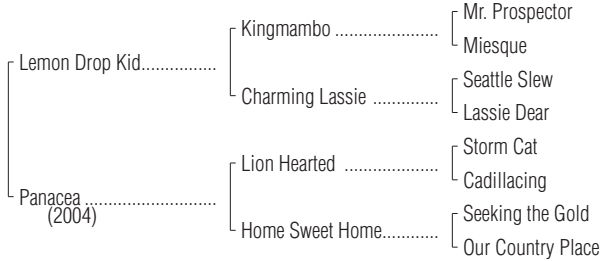 Mr. Prospector
Kingmambo ....................
Miesque
Lemon Drop Kid...............
Seattle Slew
Charming Lassie .............
Lassie Dear
Storm Cat
Lion Hearted ..................
Cadillacing
Panacea ..........................
(2004)
Seeking the Gold
Home Sweet Home...........
Our Country Place